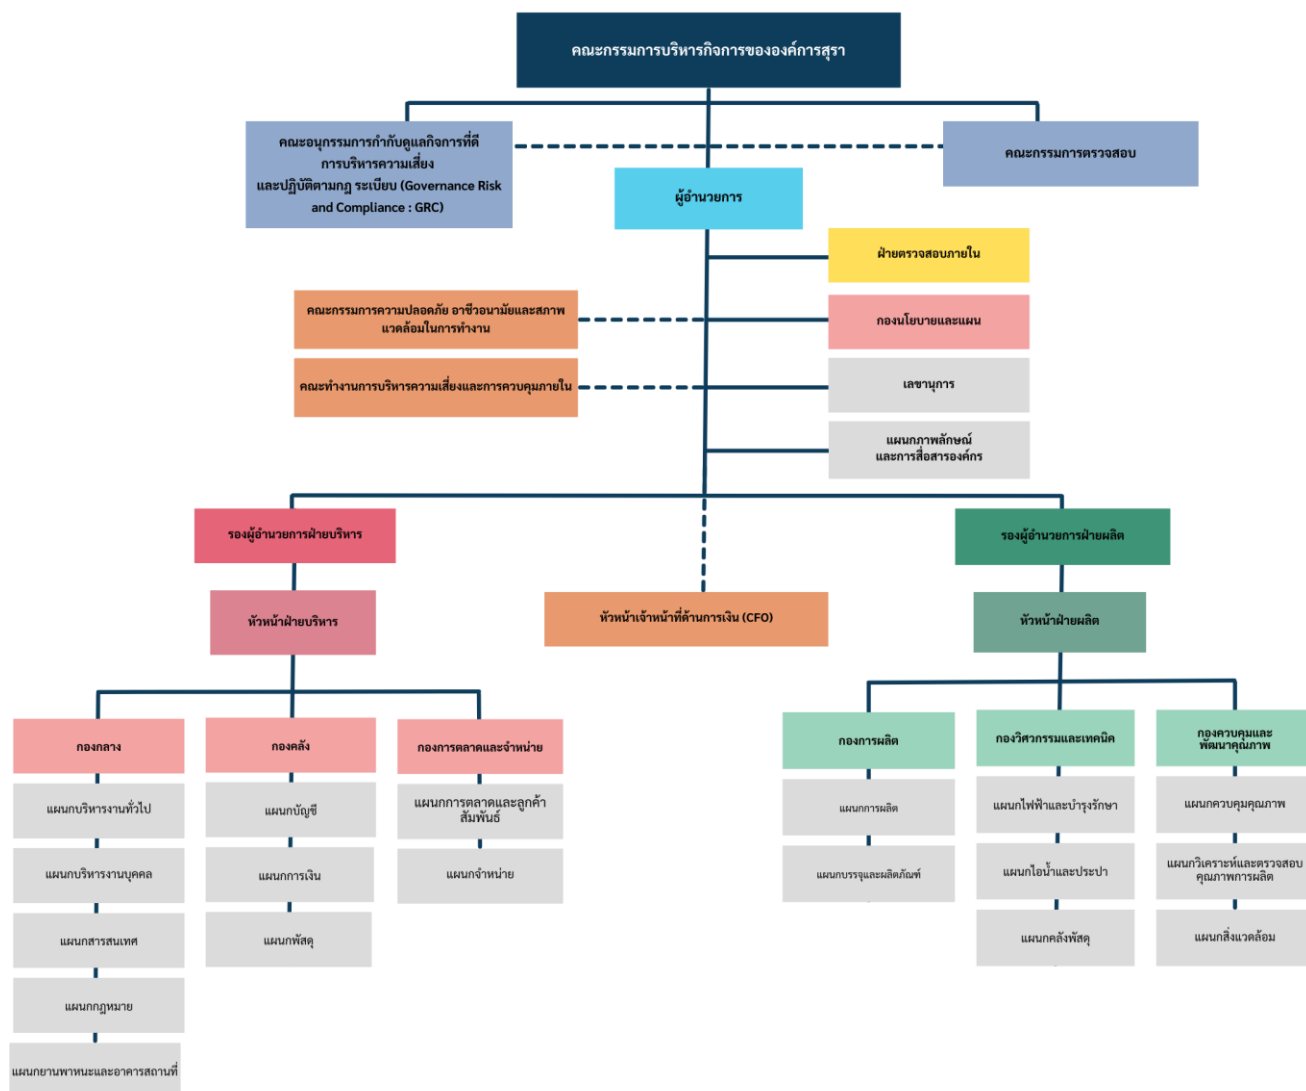 คณะกรรมการบริหารกิจการขององค์การสุรา
คณะอนุกรรมการกำกับดูแลกิจการที่ดี
การบริหารความเสี่ยง
และปฏิบัติตามกฎ ระเบียบ (Governance Risk
and Compliance : GRC)
คณะกรรมการตรวจสอบ
ผู้อำนวยการ
ฝ่ายตรวจสอบภายใน
คณะกรรมการความปลอดภัย อาชีวอนามัยและสภาพ
แวดล้อมในการทำงาน
กองนโยบายและแผน
คณะทำงานการบริหารความเสี่ยงและการควบคุมภายใน
เลขานุการ
แผนกภาพลักษณ์
และการสื่อสารองค์กร
รองผู้อำนวยการฝ่ายบริหาร
รองผู้อำนวยการฝ่ายผลิต
หัวหน้าฝ่ายบริหาร
หัวหน้าเจ้าหน้าที่ด้านการเงิน (CFO)
หัวหน้าฝ่ายผลิต
กองกลาง
กองคลัง
กองการตลาดและจำหน่าย
กองการผลิต
กองวิศวกรรมและเทคนิค
กองควบคุมและ
พัฒนาคุณภาพ
แผนกบริหารงานทั่วไป
แผนกบัญชี
แผนกการตลาดและลูกค้า
สัมพันธ์
แผนกการผลิต
แผนกไฟฟ้าและบำรุงรักษา
แผนกควบคุมคุณภาพ
แผนกบริหารงานบุคคล
แผนกการเงิน
แผนกจำหน่าย
แผนกบรรจุและผลิตภัณฑ์
แผนกไอน้ำและประปา
แผนกวิเคราะห์และตรวจสอบ
คุณภาพการผลิต
แผนกสารสนเทศ
แผนกพัสดุ
แผนกคลังพัสดุ
แผนกสิ่งแวดล้อม
แผนกกฎหมาย
แผนกยานพาหนะและอาคารสถานที่